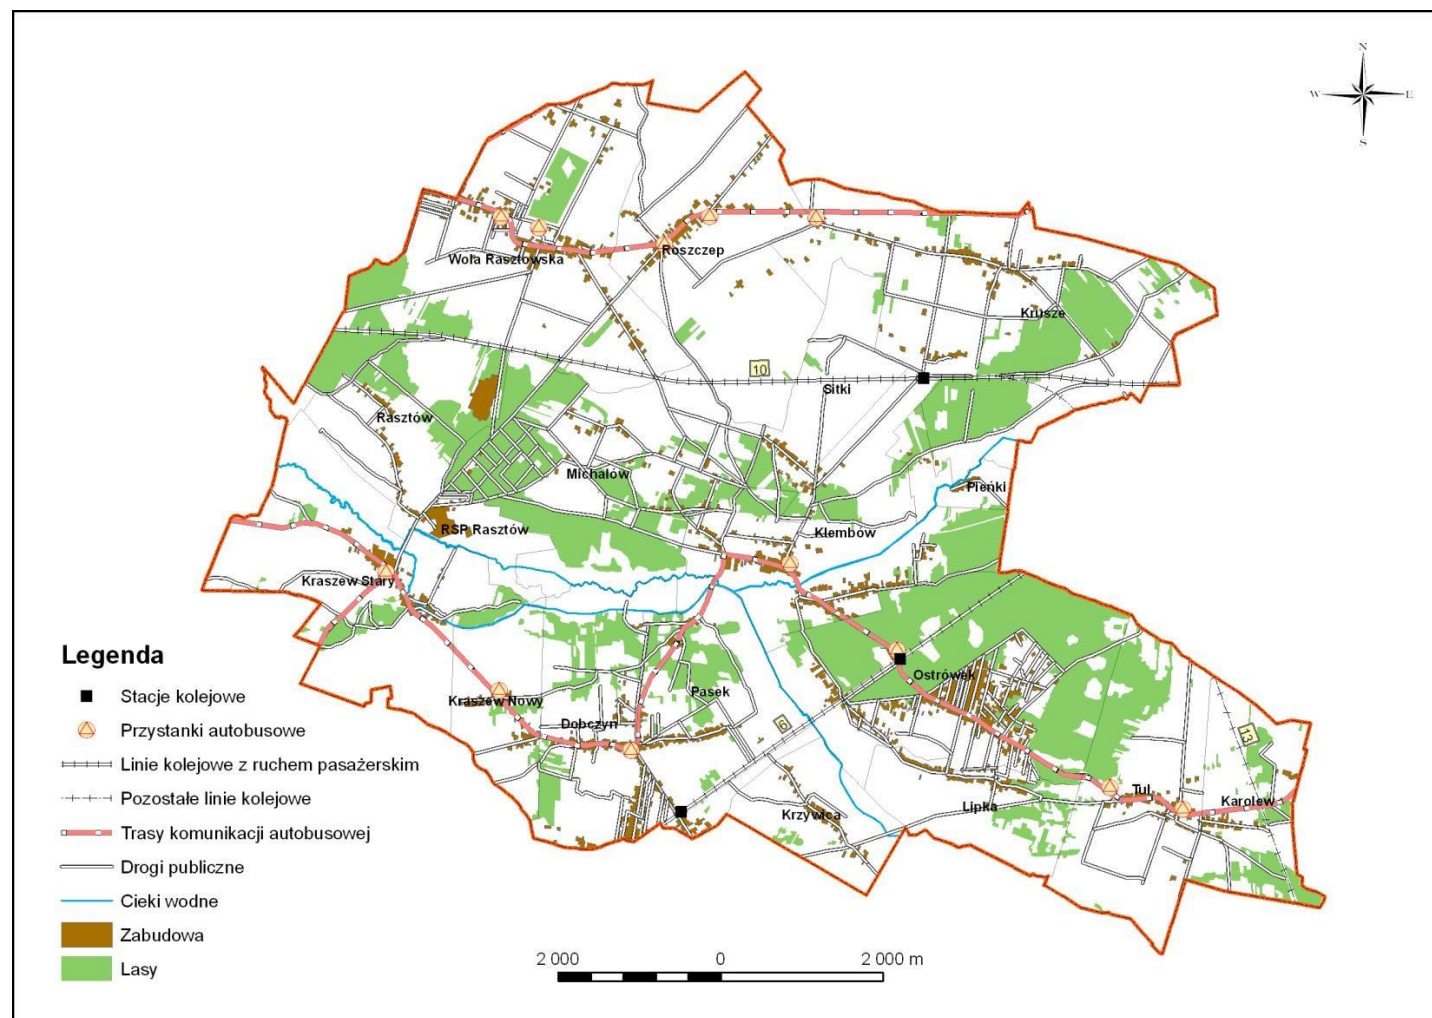 N
W E
S
Wola Rasztowska
Roszczep
Krusze
10
Sitki
Rasztów
Michalów
Pieńki
RSP Rasztów
Klembów
Kraszew Stary
Ostrówek
Pasek
Kraszew Nowy
Dobczyn
6
13
Tul
Karolew
Lipka
Krzywica
Legenda
Stacje kolejowe
Przystanki autobusowe
Linie kolejowe z ruchem pasażerskim
Pozostałe linie kolejowe
Trasy komunikacji autobusowej
Drogi publiczne
Cieki wodne
Zabudowa
Lasy
2 000 0 2 000 m